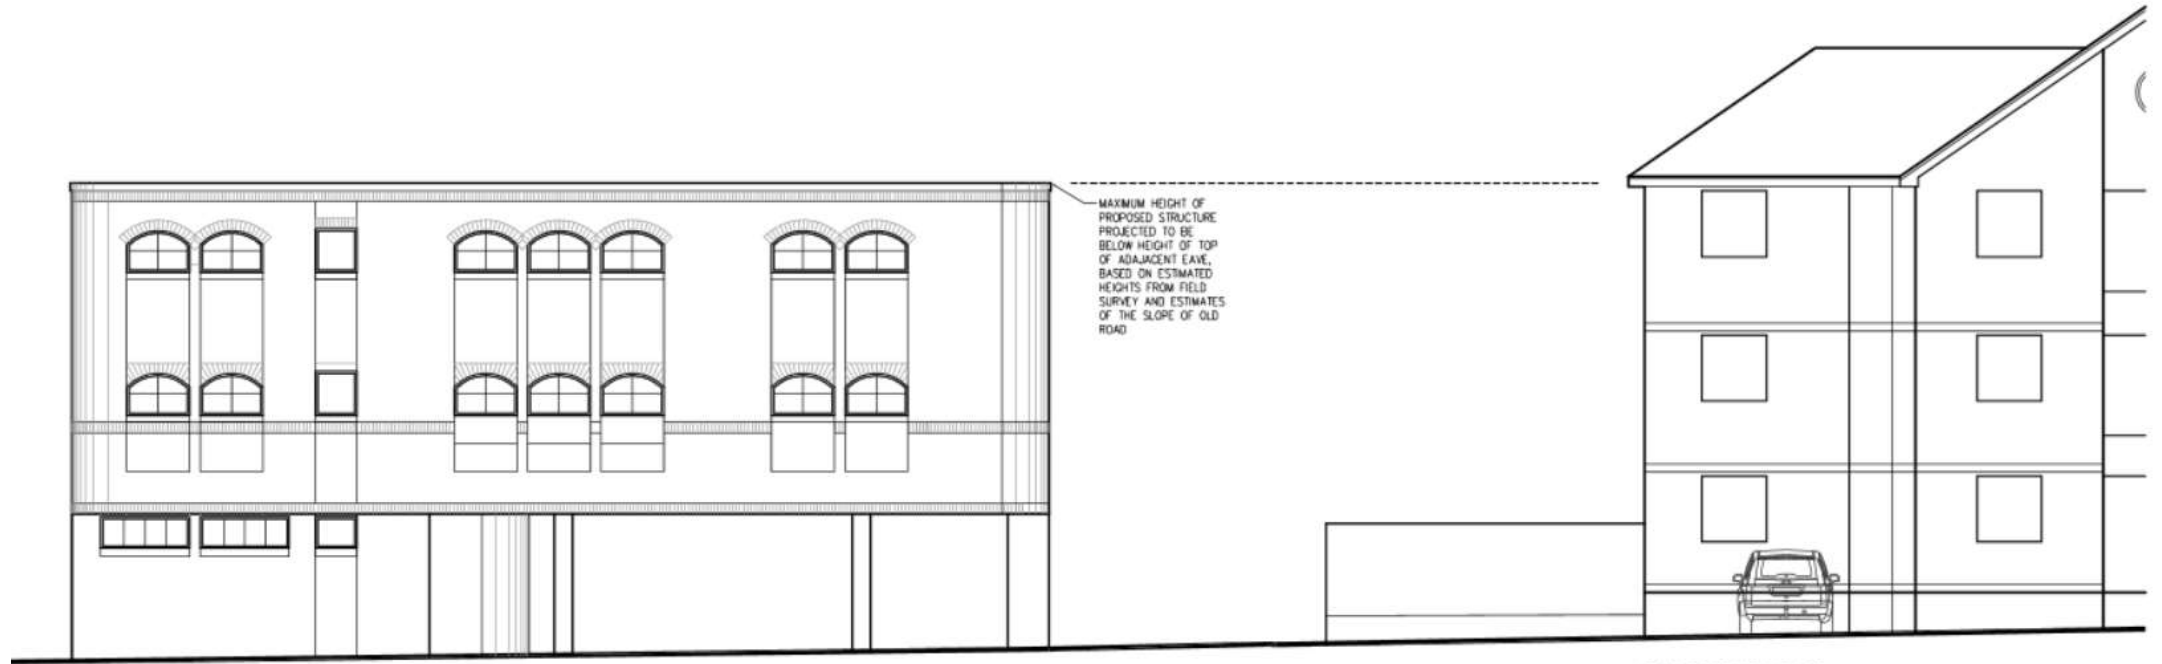 MAXIMUM HEIGHT OF
PROPOSED STRUCTURE
PROJECTED TO BE
BELOW HEIGHT OF TOP
OF ADAJACENT EAVE,
BASED ON ESTIMATED
HEIGHTS FROM FIELD
SURVEY AND ESTIMATES
OF THE SLOPE OF OLD
ROAD